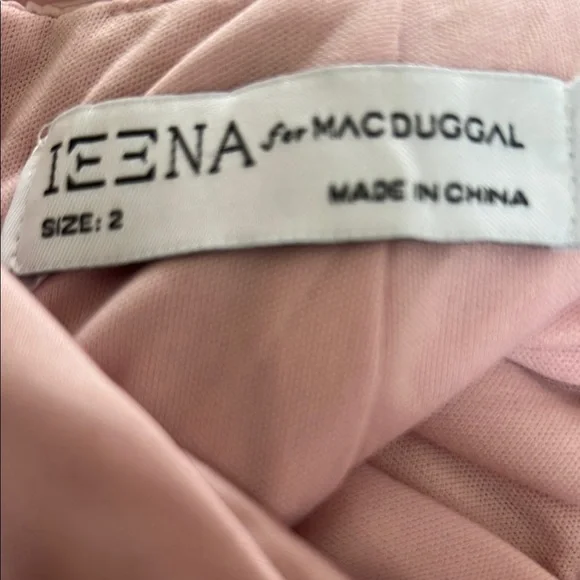 IEENA for MAC DUGGAL
MADE IN CHINA
SIZE: 2